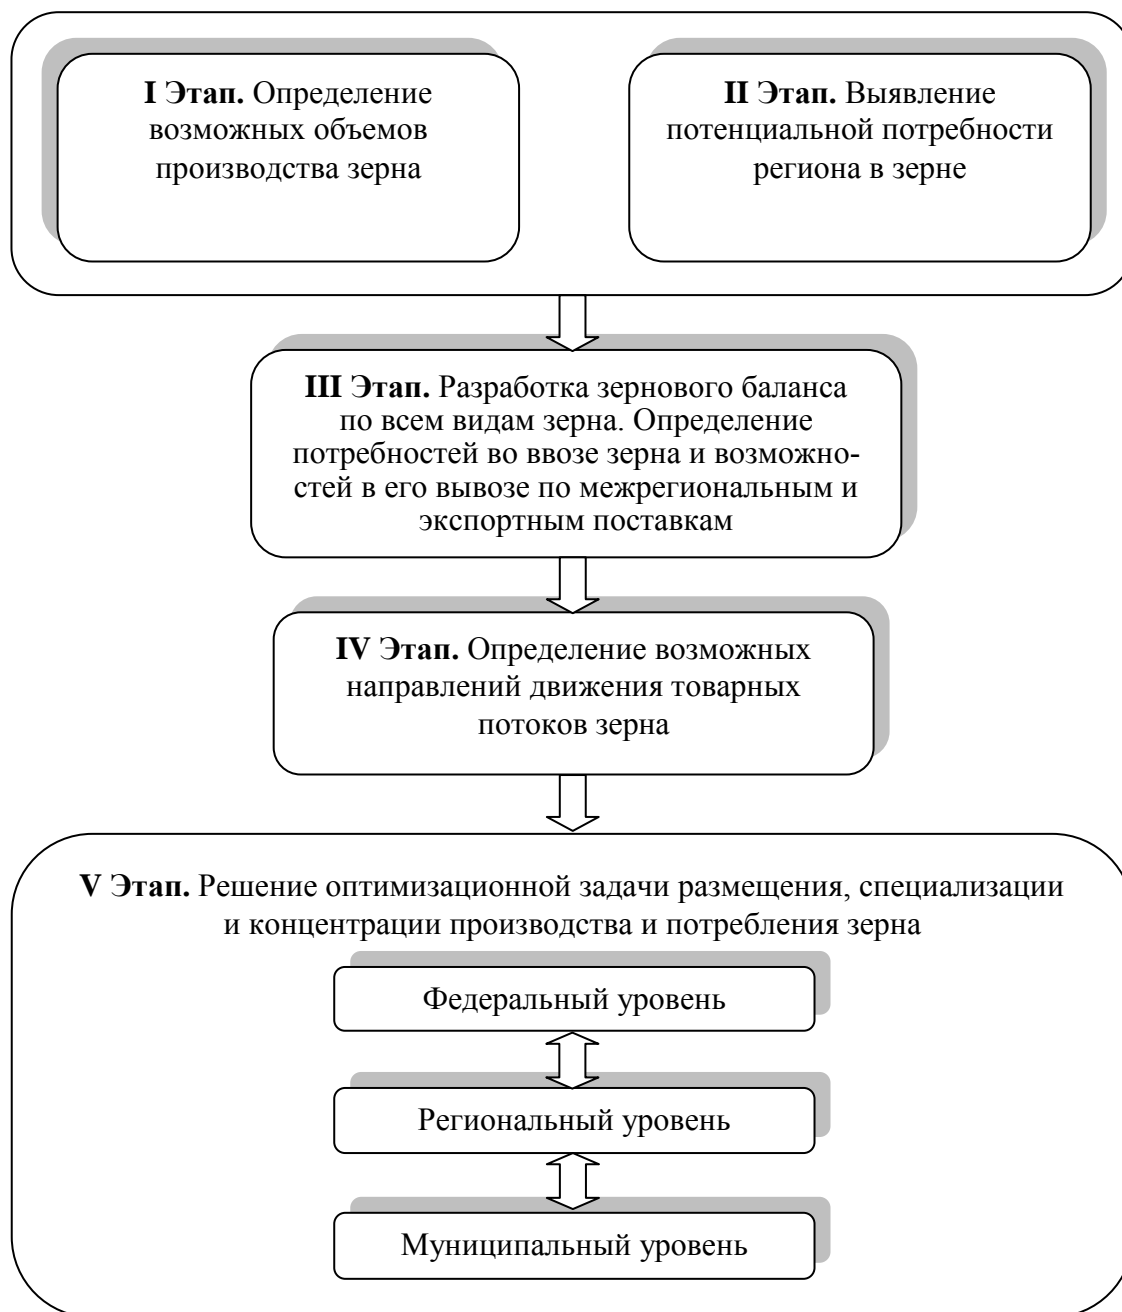 I Этап. Определение
возможных объемов
производства зерна
II Этап. Выявление
потенциальной потребности
региона в зерне
III Этап. Разработка зернового баланса
по всем видам зерна. Определение
потребностей во ввозе зерна и возможно-
стей в его вывозе по межрегиональным и
экспортным поставкам
IV Этап. Определение возможных
направлений движения товарных
потоков зерна
V Этап. Решение оптимизационной задачи размещения, специализации
и концентрации производства и потребления зерна
Федеральный уровень
Региональный уровень
Муниципальный уровень